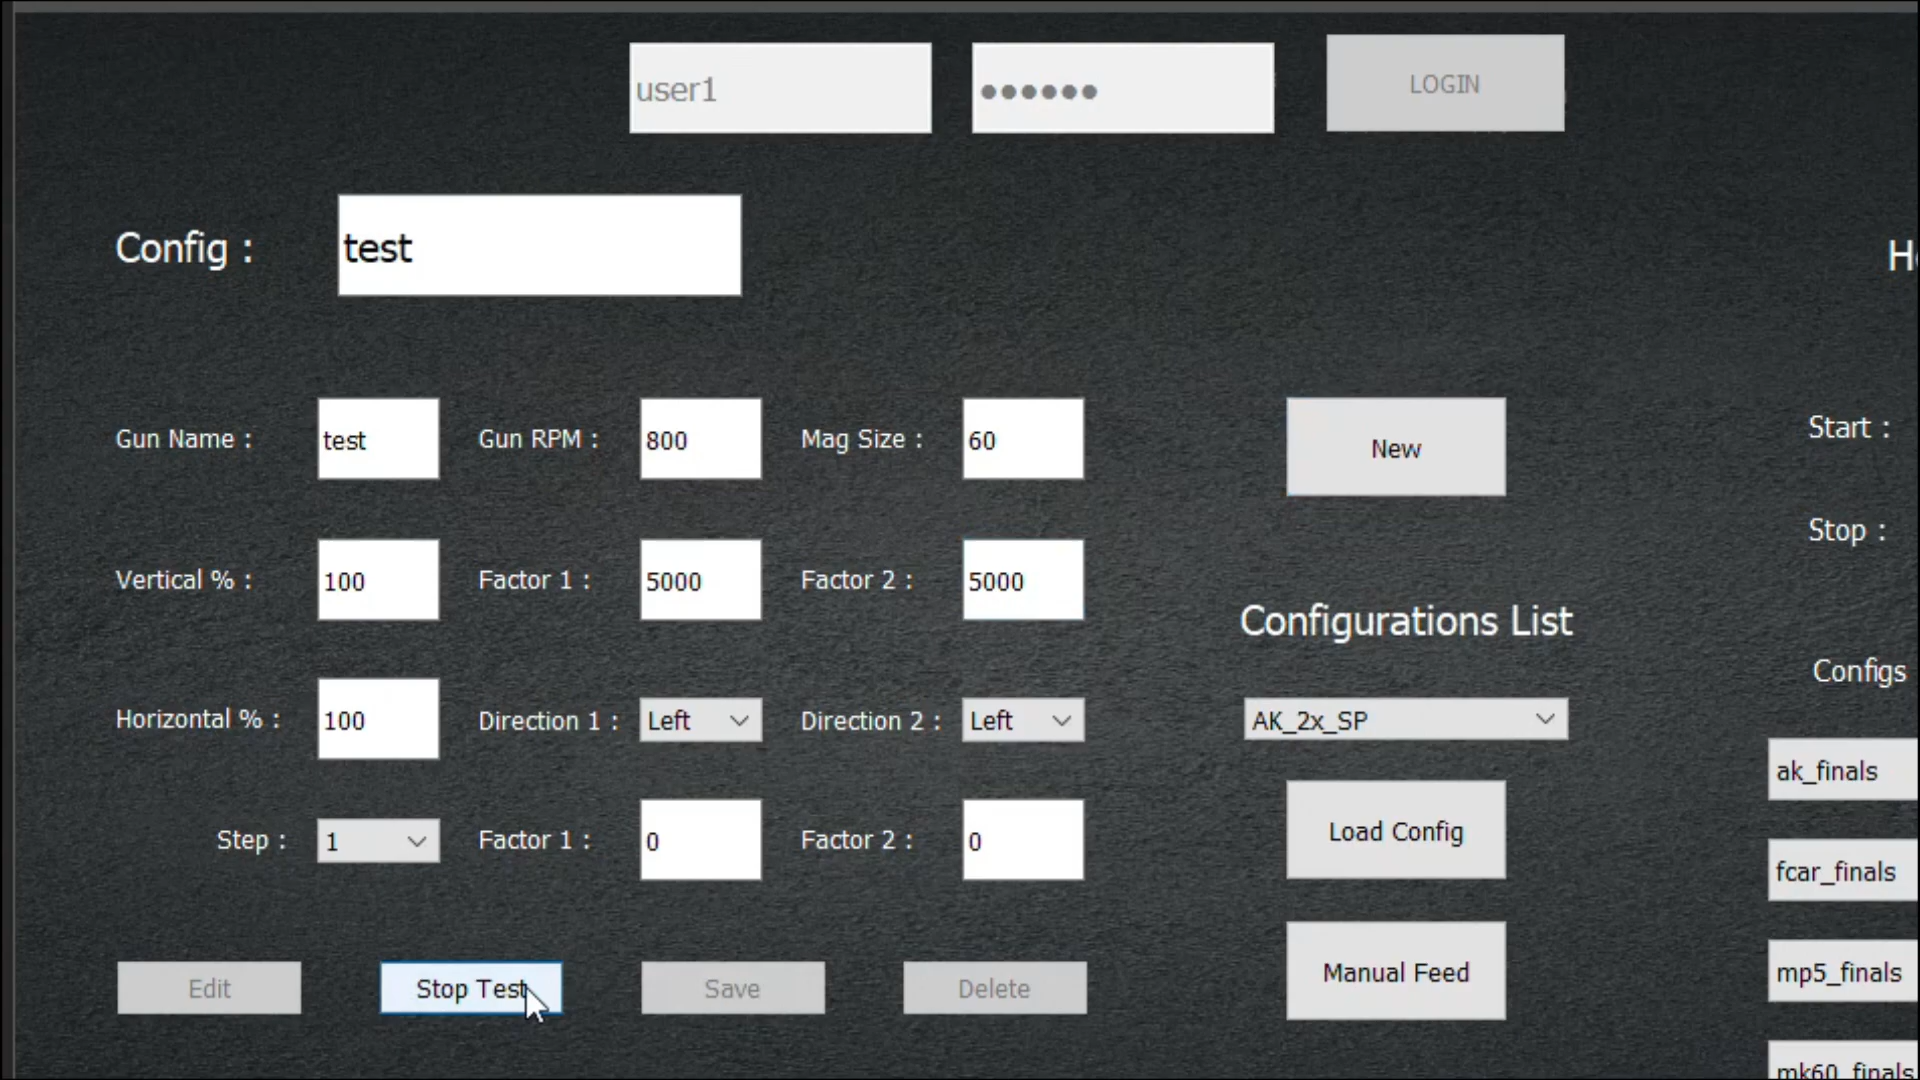 user1
●●●●●●
LOGIN
Config :
test
Gun Name :
test
Gun RPM :
800
Mag Size :
60
New
Start :
Stop :
Vertical % :
100
Factor 1 :
5000
Factor 2 :
5000
Configurations List
Configs
Horizontal % :
100
Direction 1 :
Left
Direction 2 :
Left
AK_2x_SP
ak_finals
Step :
1
Factor 1 :
0
Factor 2 :
0
Load Config
fcar_finals
Edit
Stop Test
Save
Delete
Manual Feed
mp5_finals
mk60_finals